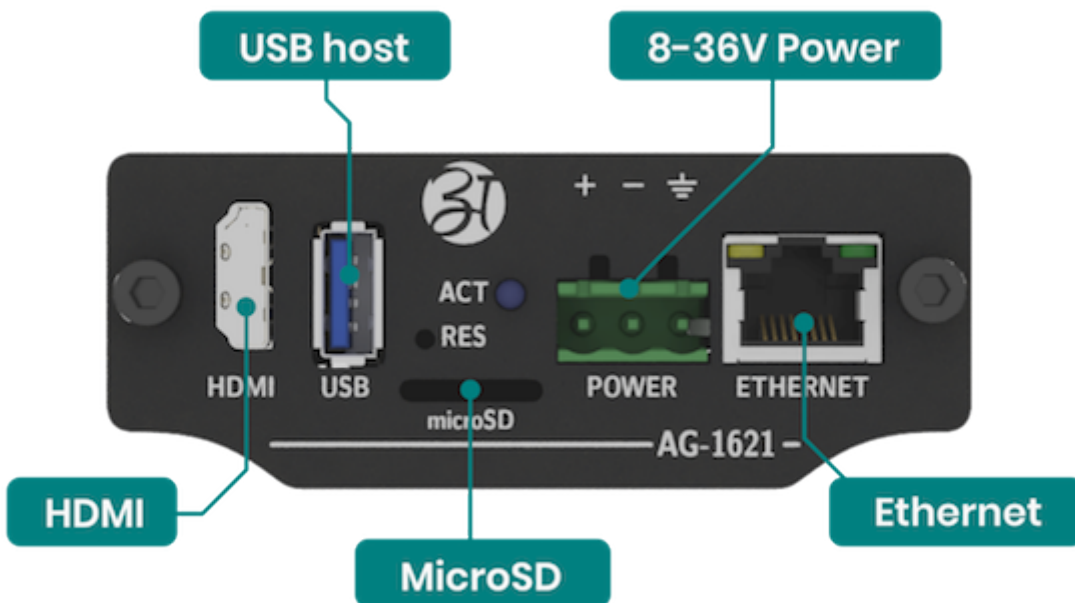 USB host
8-36V Power
अ
+ − ⏚
ACT
RES
HDMI
USB
microSD
POWER
ETHERNET
AG-1621
HDMI
MicroSD
Ethernet